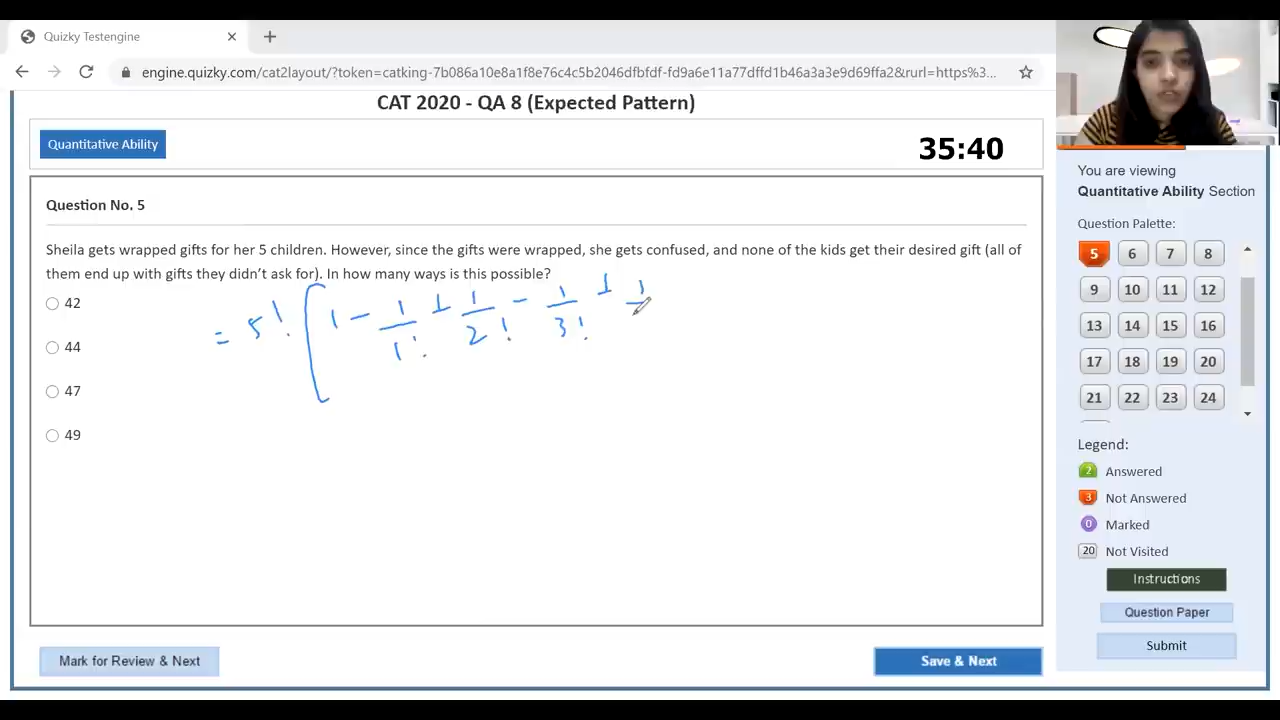 Quizky Testengine
engine.quizky.com/cat2layout/?token=catking-7b086a10e8a1f8e76c4c5b2046dfbfdf-fd9a6e11a77dffd1b46a3a3e9d69ffa2&rurl=https%3...
CAT 2020 - QA 8 (Expected Pattern)
Quantitative Ability
35:40
Question No. 5
Sheila gets wrapped gifts for her 5 children. However, since the gifts were wrapped, she gets confused, and none of the kids get their desired gift (all of
them end up with gifts they didn't ask for). In how many ways is this possible?
42
44
47
49
= 5! [ 1 - 1/1! + 1/2! - 1/3! + 1/
Mark for Review & Next
Save & Next
You are viewing
Quantitative Ability Section
Question Palette:
5 6 7 8
9 10 11 12
13 14 15 16
17 18 19 20
21 22 23 24
Legend:
2 Answered
3 Not Answered
0 Marked
20 Not Visited
Instructions
Question Paper
Submit